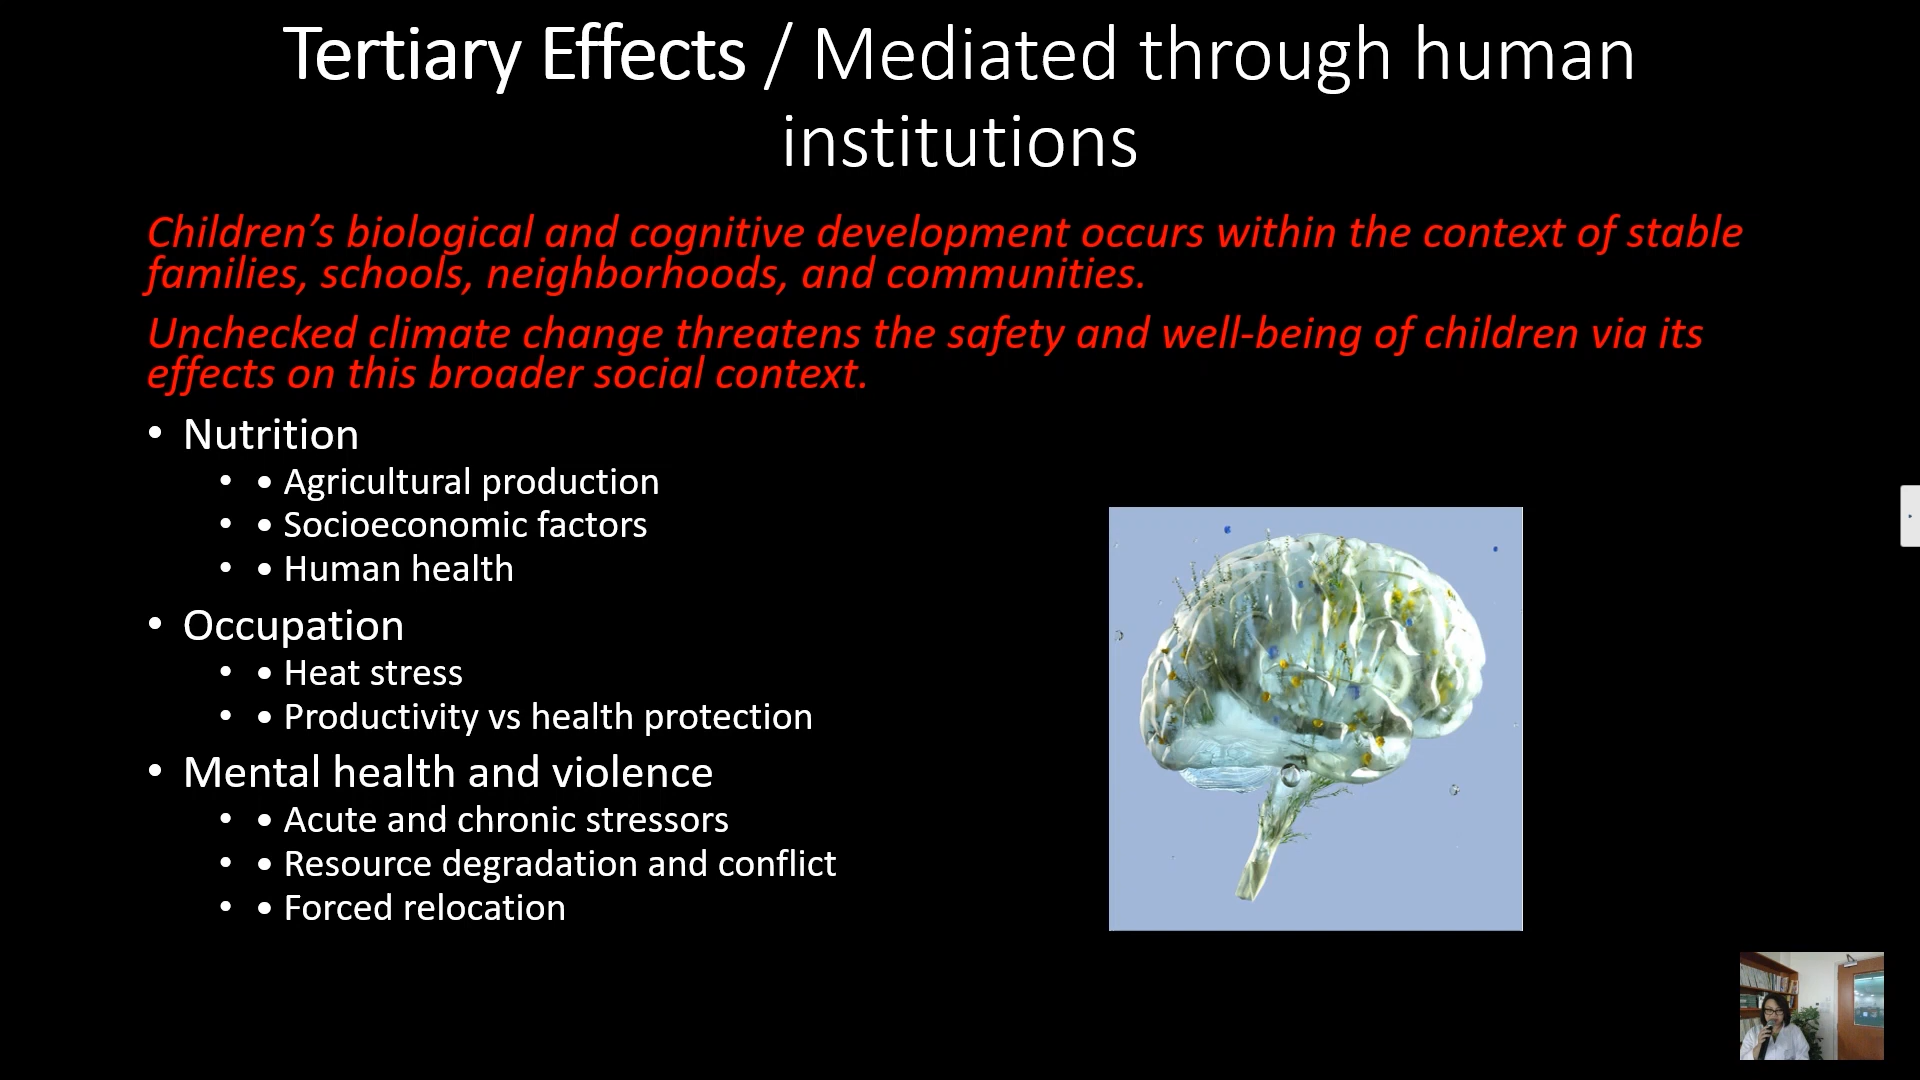 Tertiary Effects / Mediated through human
institutions
Children’s biological and cognitive development occurs within the context of stable
families, schools, neighborhoods, and communities.
Unchecked climate change threatens the safety and well-being of children via its
effects on this broader social context.
• Nutrition
• • Agricultural production
• • Socioeconomic factors
• • Human health
• Occupation
• • Heat stress
• • Productivity vs health protection
• Mental health and violence
• • Acute and chronic stressors
• • Resource degradation and conflict
• • Forced relocation